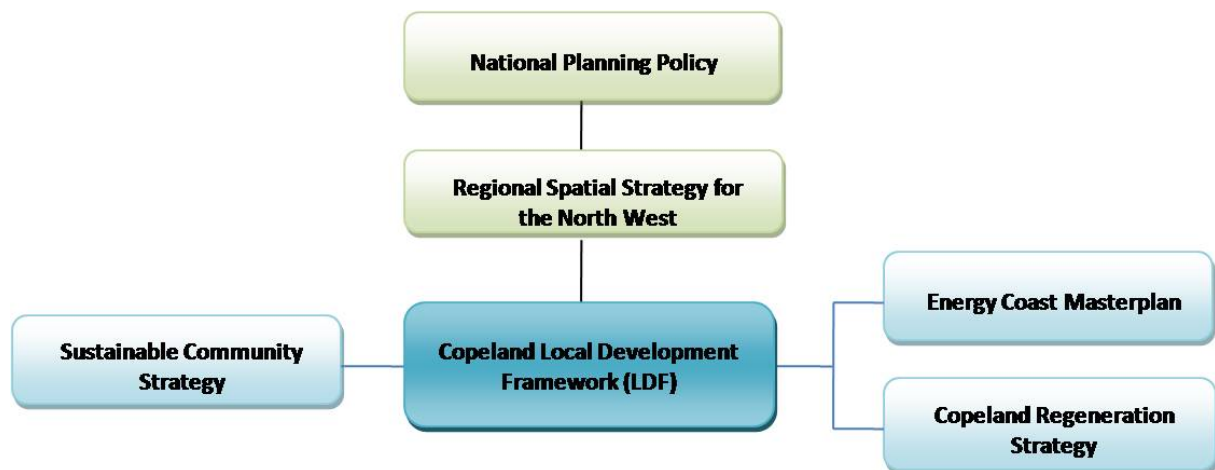 National Planning Policy
Regional Spatial Strategy for
the North West
Energy Coast Masterplan
Sustainable Community
Strategy
Copeland Local Development
Framework (LDF)
Copeland Regeneration
Strategy